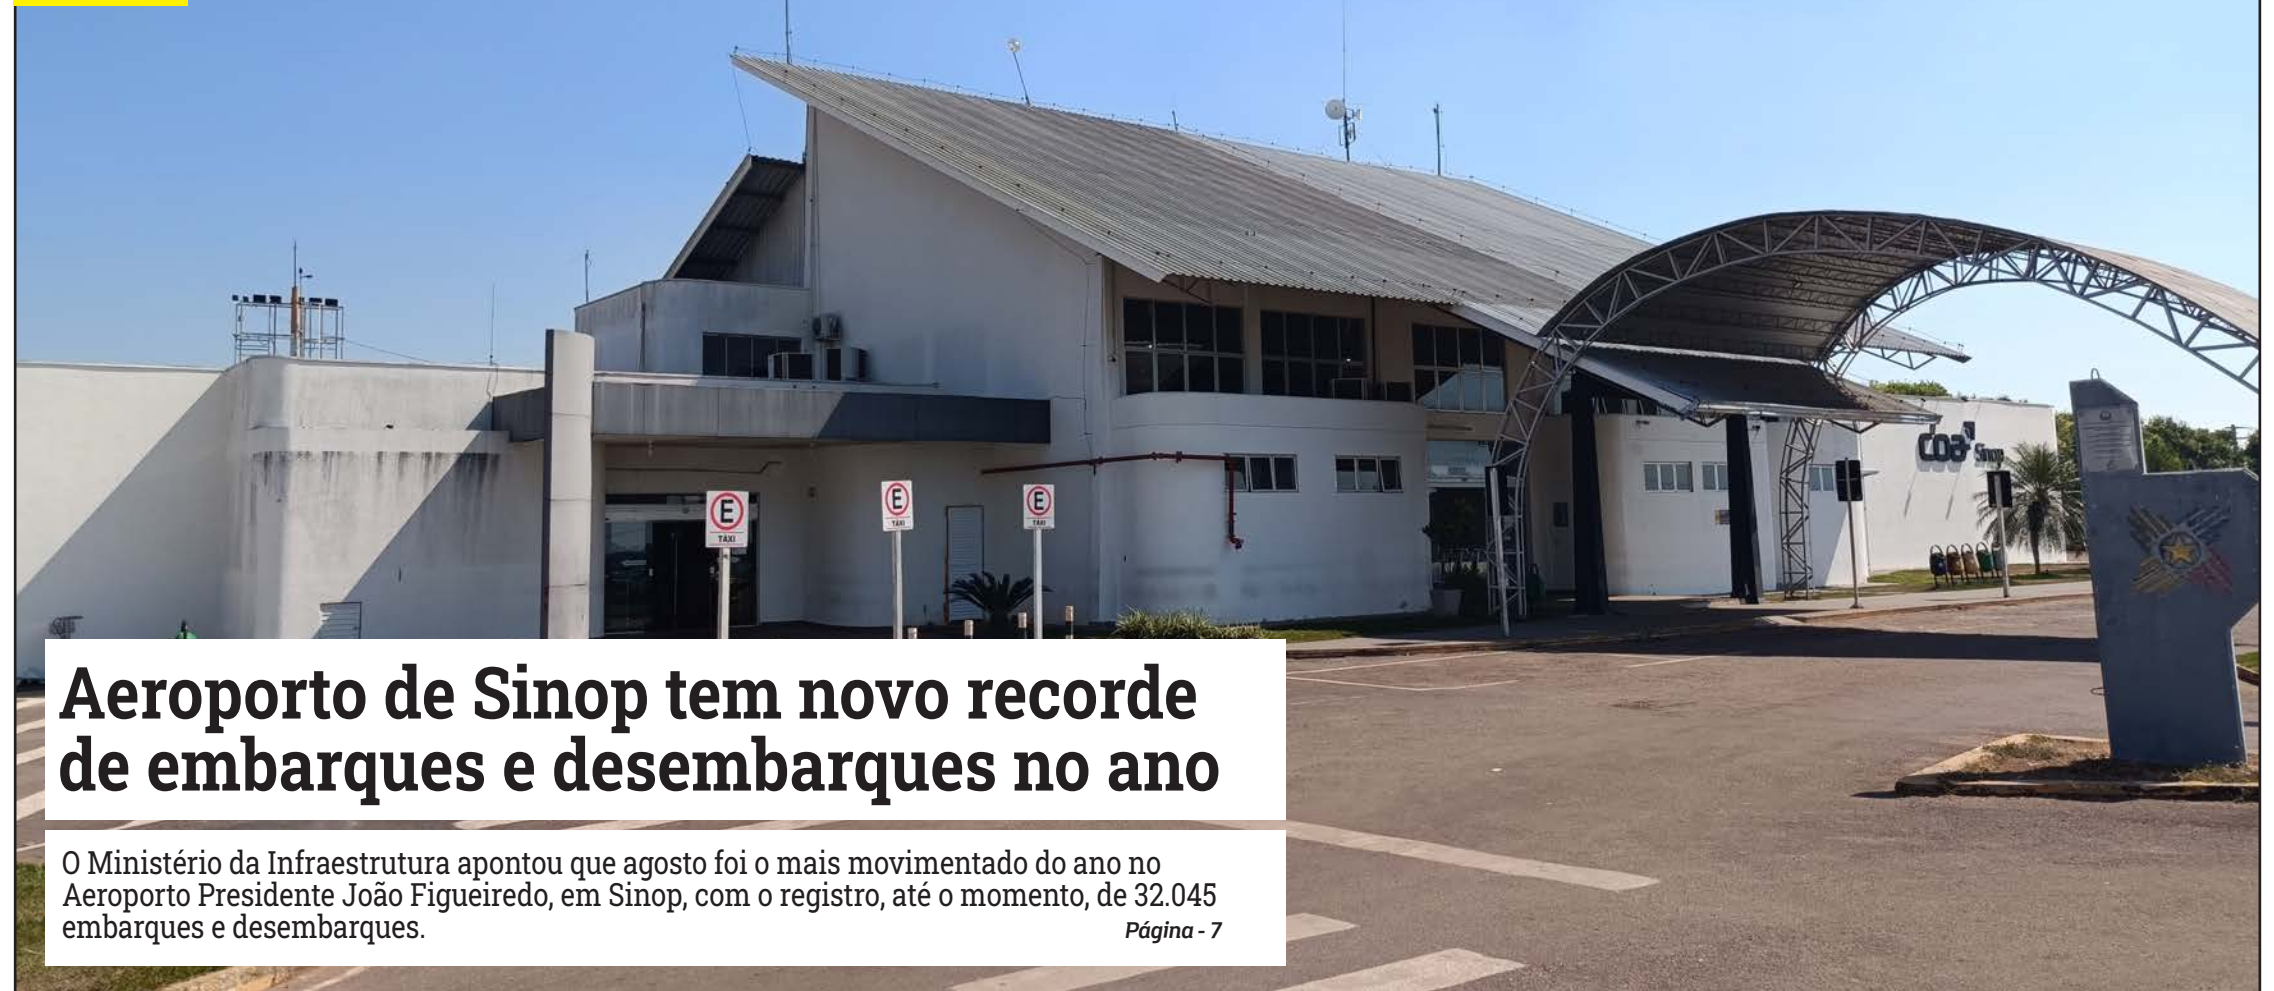 coa
Sinop
E
TÁXI
E
TÁXI
E
TÁXI
Aeroporto de Sinop tem novo recorde
de embarques e desembarques no ano
O Ministério da Infraestrutura apontou que agosto foi o mais movimentado do ano no
Aeroporto Presidente João Figueiredo, em Sinop, com o registro, até o momento, de 32.045
embarques e desembarques.
Página - 7